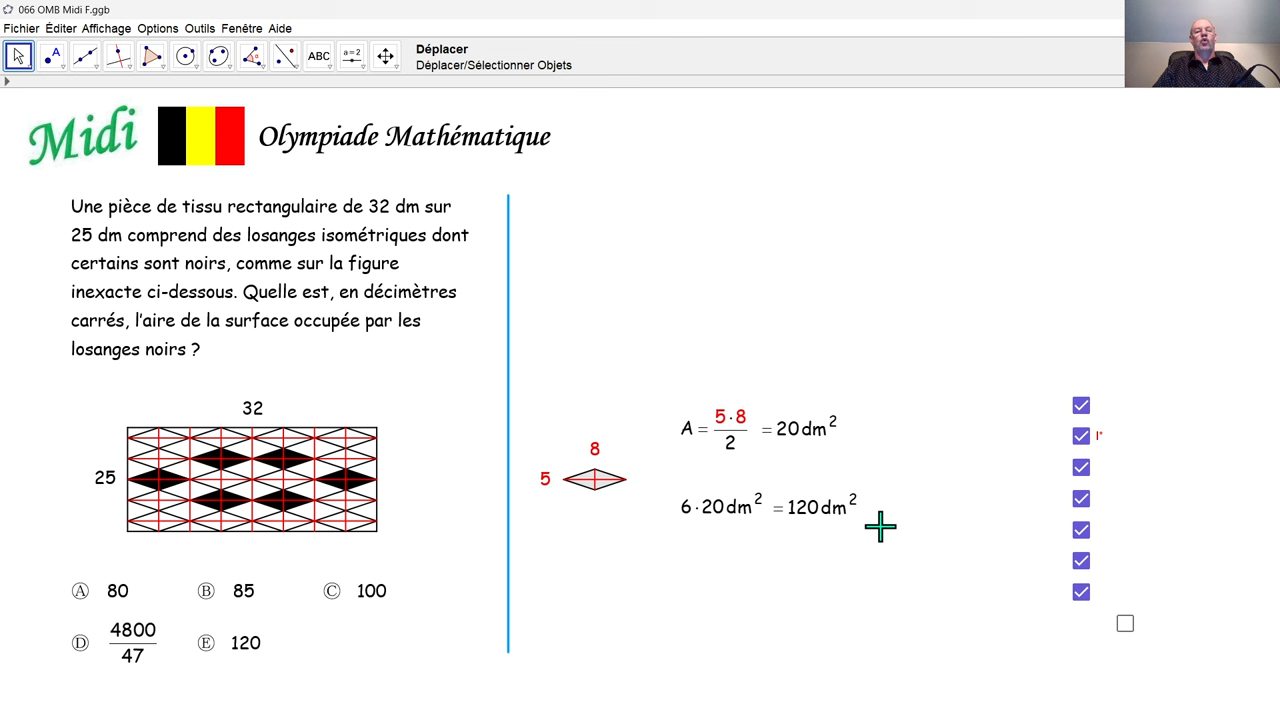 066 OMB Midi F.ggb
Fichier Éditer Affichage Options Outils Fenêtre Aide
A ABC a=2 Déplacer
Déplacer/Sélectionner Objets
Midi Olympiade Mathématique
Une pièce de tissu rectangulaire de 32 dm sur
25 dm comprend des losanges isométriques dont
certains sont noirs, comme sur la figure
inexacte ci-dessous. Quelle est, en décimètres
carrés, l'aire de la surface occupée par les
losanges noirs ?
32
25
Ⓐ 80 Ⓑ 85 Ⓒ 100
Ⓓ 4800/47 Ⓔ 120
8
5
A = 5·8/2 = 20 dm²
6·20 dm² = 120 dm²